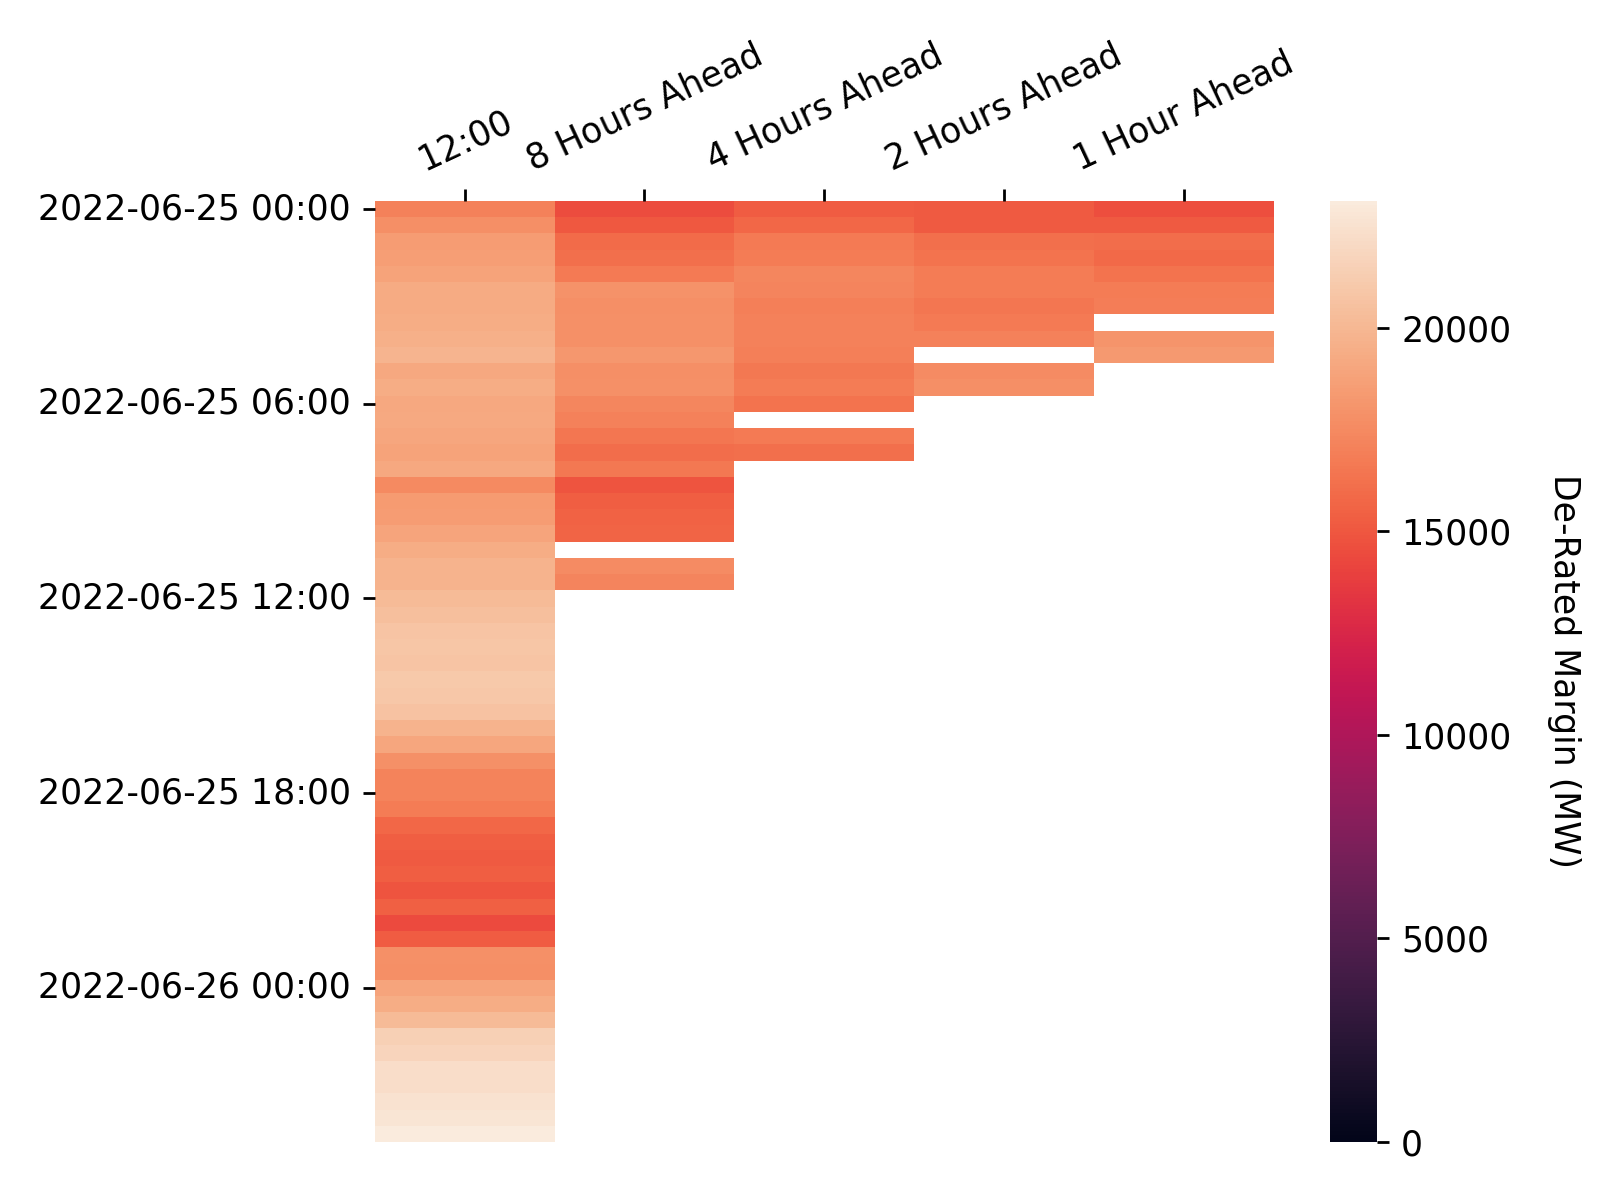 12:00
8 Hours Ahead
4 Hours Ahead
2 Hours Ahead
1 Hour Ahead
2022-06-25 00:00
2022-06-25 06:00
2022-06-25 12:00
2022-06-25 18:00
2022-06-26 00:00
20000
15000
10000
5000
0
De-Rated Margin (MW)